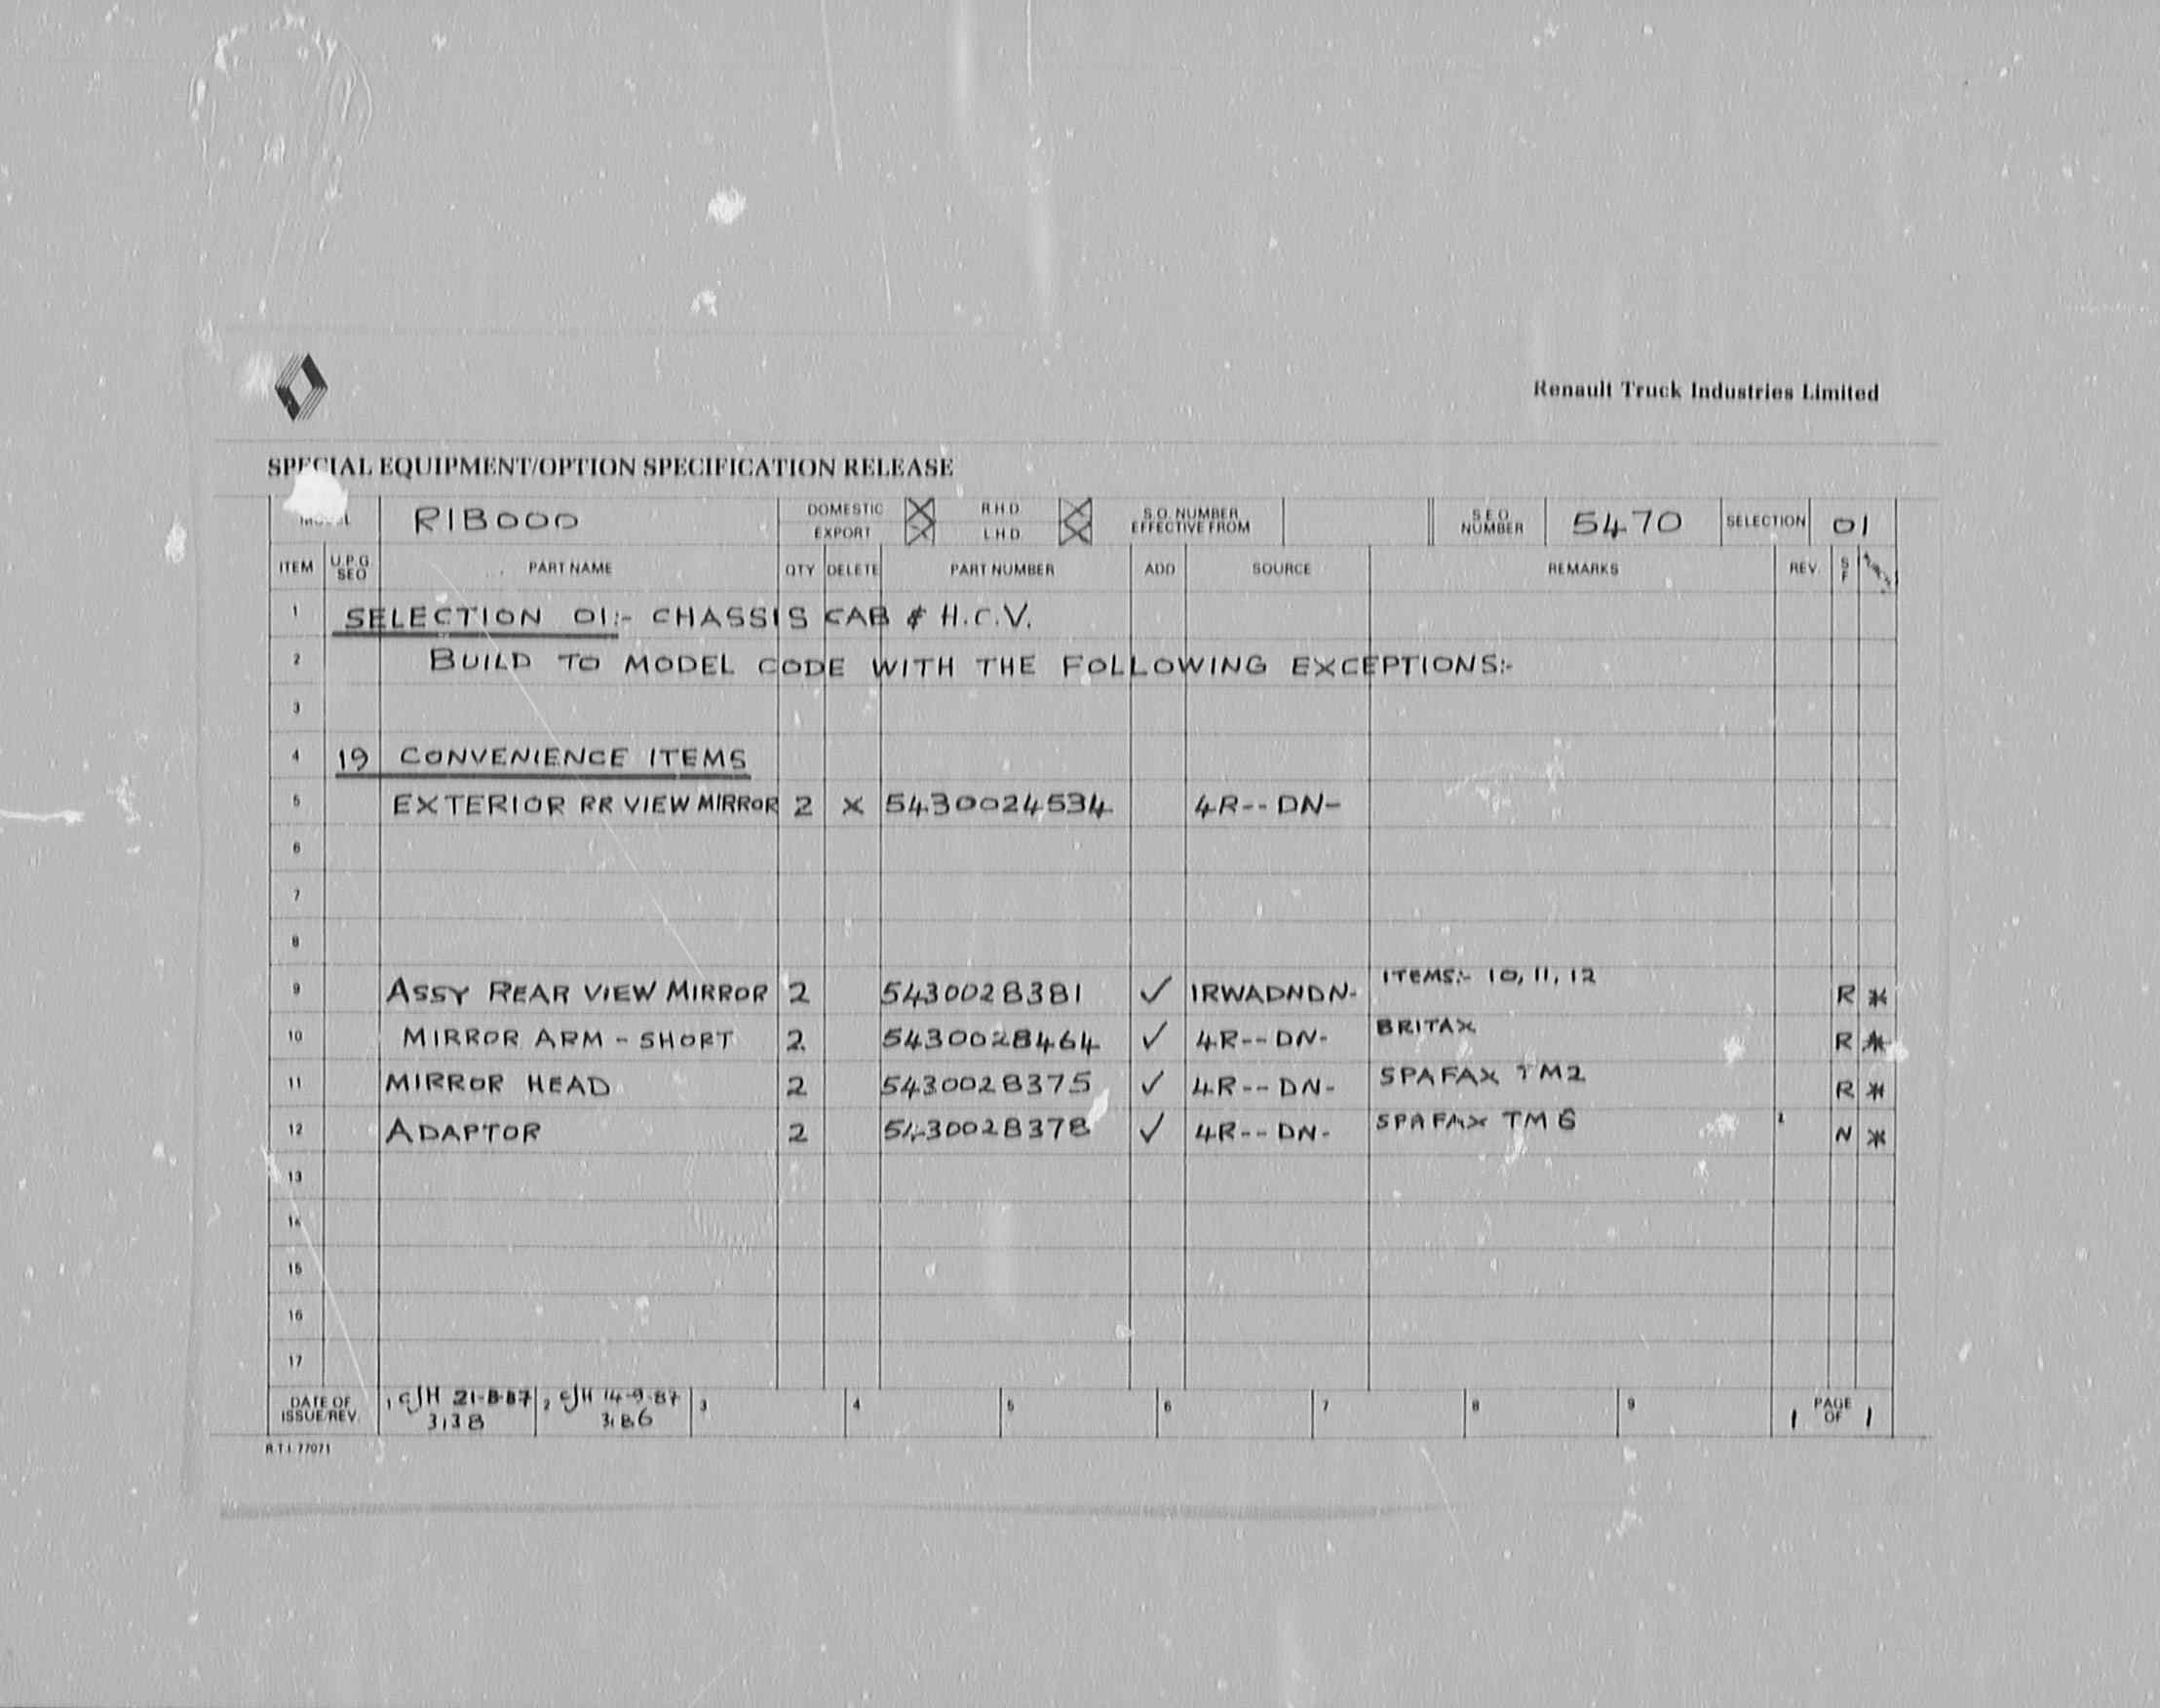 Renault Truck Industries Limited
SPECIAL EQUIPMENT/OPTION SPECIFICATION RELEASE
RIB000 DOMESTIC R.H.D. S.O. NUMBER EFFECTIVE FROM S.E.O. NUMBER 5470 SELECTION 01
EXPORT L.H.D.
ITEM U.P.G. SEQ PART NAME QTY DELETE PART NUMBER ADD SOURCE REMARKS REV. S F
1 SELECTION 01:- CHASSIS CAB & H.C.V.
2 BUILD TO MODEL CODE WITH THE FOLLOWING EXCEPTIONS:-
3
4 19 CONVENIENCE ITEMS
5 EXTERIOR RR VIEW MIRROR 2 X 5430024534 4R--DN-
6
7
8
9 ASSY REAR VIEW MIRROR 2 5430028381 ✓ IRWADNDN- ITEMS:- 10, 11, 12 R *
10 MIRROR ARM - SHORT 2 5430028464 ✓ 4R--DN- BRITAX R *
11 MIRROR HEAD 2 5430028375 ✓ 4R--DN- SPAFAX TM2 R *
12 ADAPTOR 2 5430028378 ✓ 4R--DN- SPAFAX TM6 N *
13
14
15
16
17
DATE OF ISSUE/REV. 1 CJH 21-8-87 2 CJH 14-9-87 3 4 5 6 7 8 9 PAGE 1 OF 1
3138 3186
R.T.I. 77071